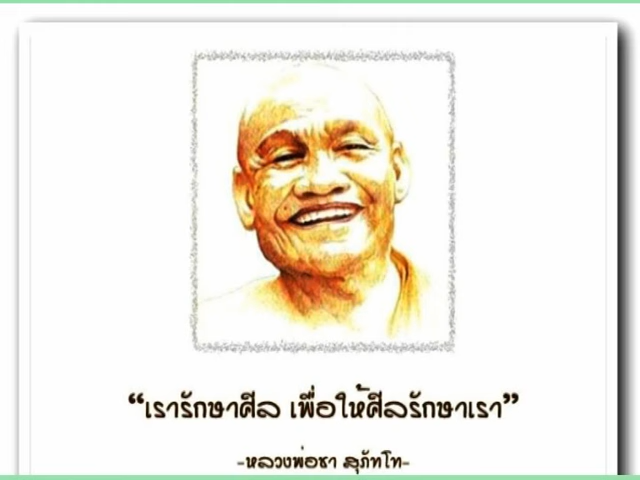 “เรารักษาศีล เพื่อให้ศีลรักษาเรา”
-หลวงพ่อชา สุภัทโท-